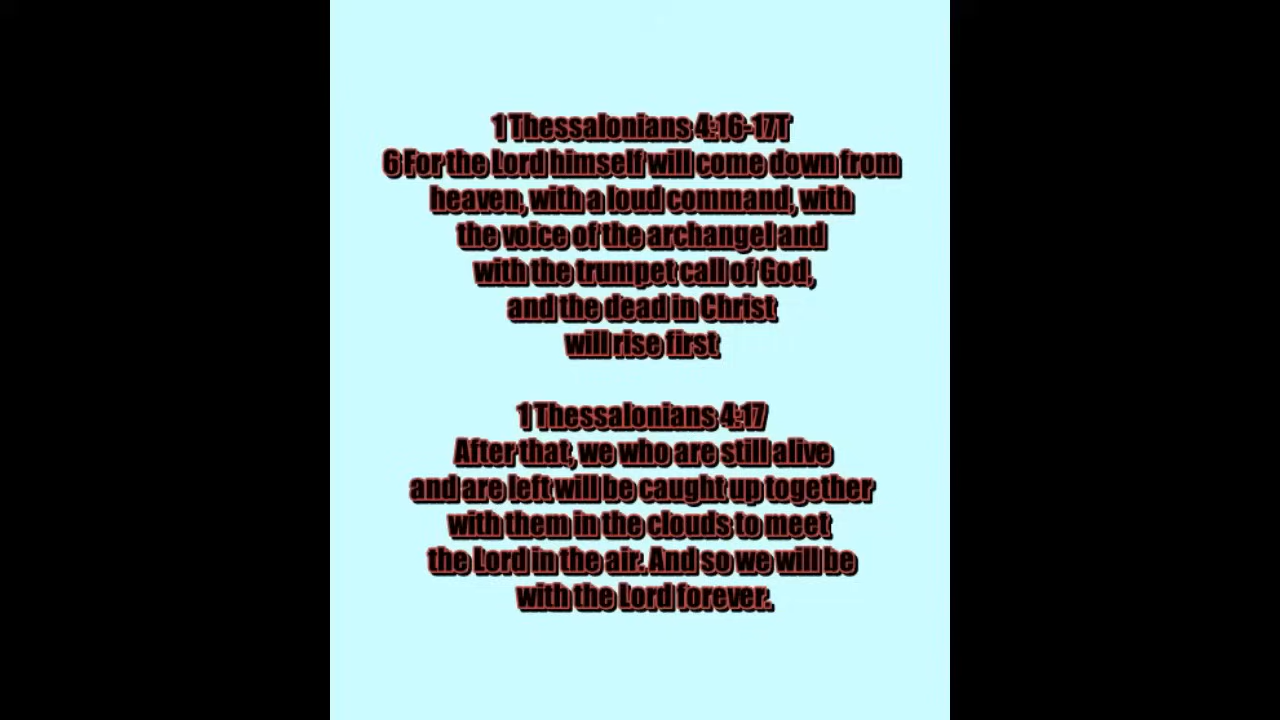 1 Thessalonians 4:16-17T
6 For the Lord himself will come down from
heaven, with a loud command, with
the voice of the archangel and
with the trumpet call of God,
and the dead in Christ
will rise first
1 Thessalonians 4:17
After that, we who are still alive
and are left will be caught up together
with them in the clouds to meet
the Lord in the air. And so we will be
with the Lord forever.